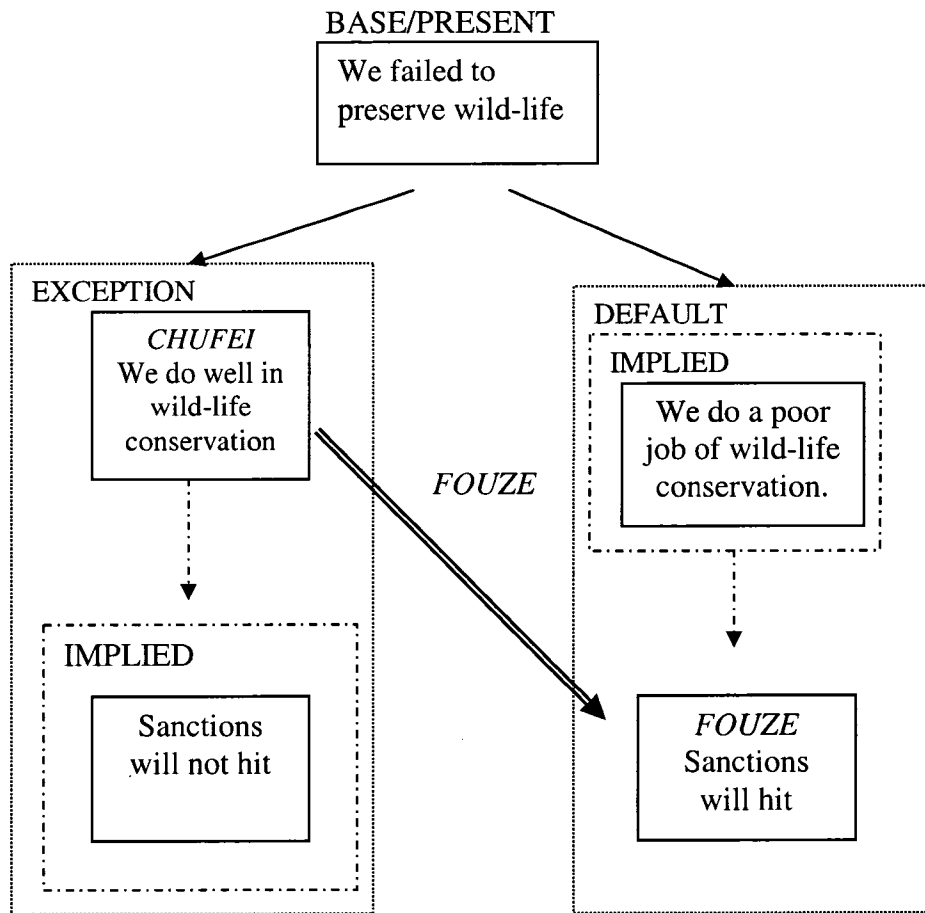 BASE/PRESENT
We failed to
preserve wild-life
EXCEPTION
CHUFEI
We do well in
wild-life
conservation
IMPLIED
Sanctions
will not hit
FOUZE
DEFAULT
IMPLIED
We do a poor
job of wild-life
conservation.
FOUZE
Sanctions
will hit